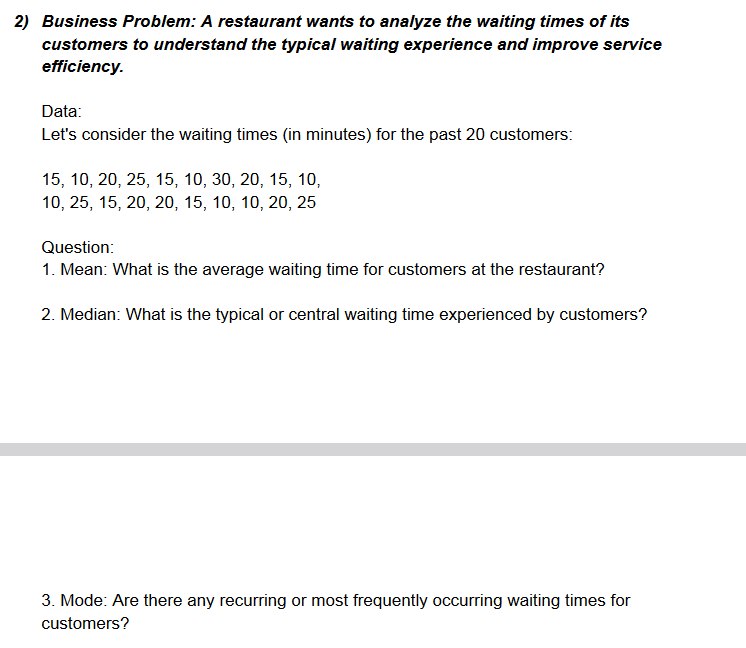 2) Business Problem: A restaurant wants to analyze the waiting times of its
customers to understand the typical waiting experience and improve service
efficiency.
Data:
Let's consider the waiting times (in minutes) for the past 20 customers:
15, 10, 20, 25, 15, 10, 30, 20, 15, 10,
10, 25, 15, 20, 20, 15, 10, 10, 20, 25
Question:
1. Mean: What is the average waiting time for customers at the restaurant?
2. Median: What is the typical or central waiting time experienced by customers?
3. Mode: Are there any recurring or most frequently occurring waiting times for
customers?